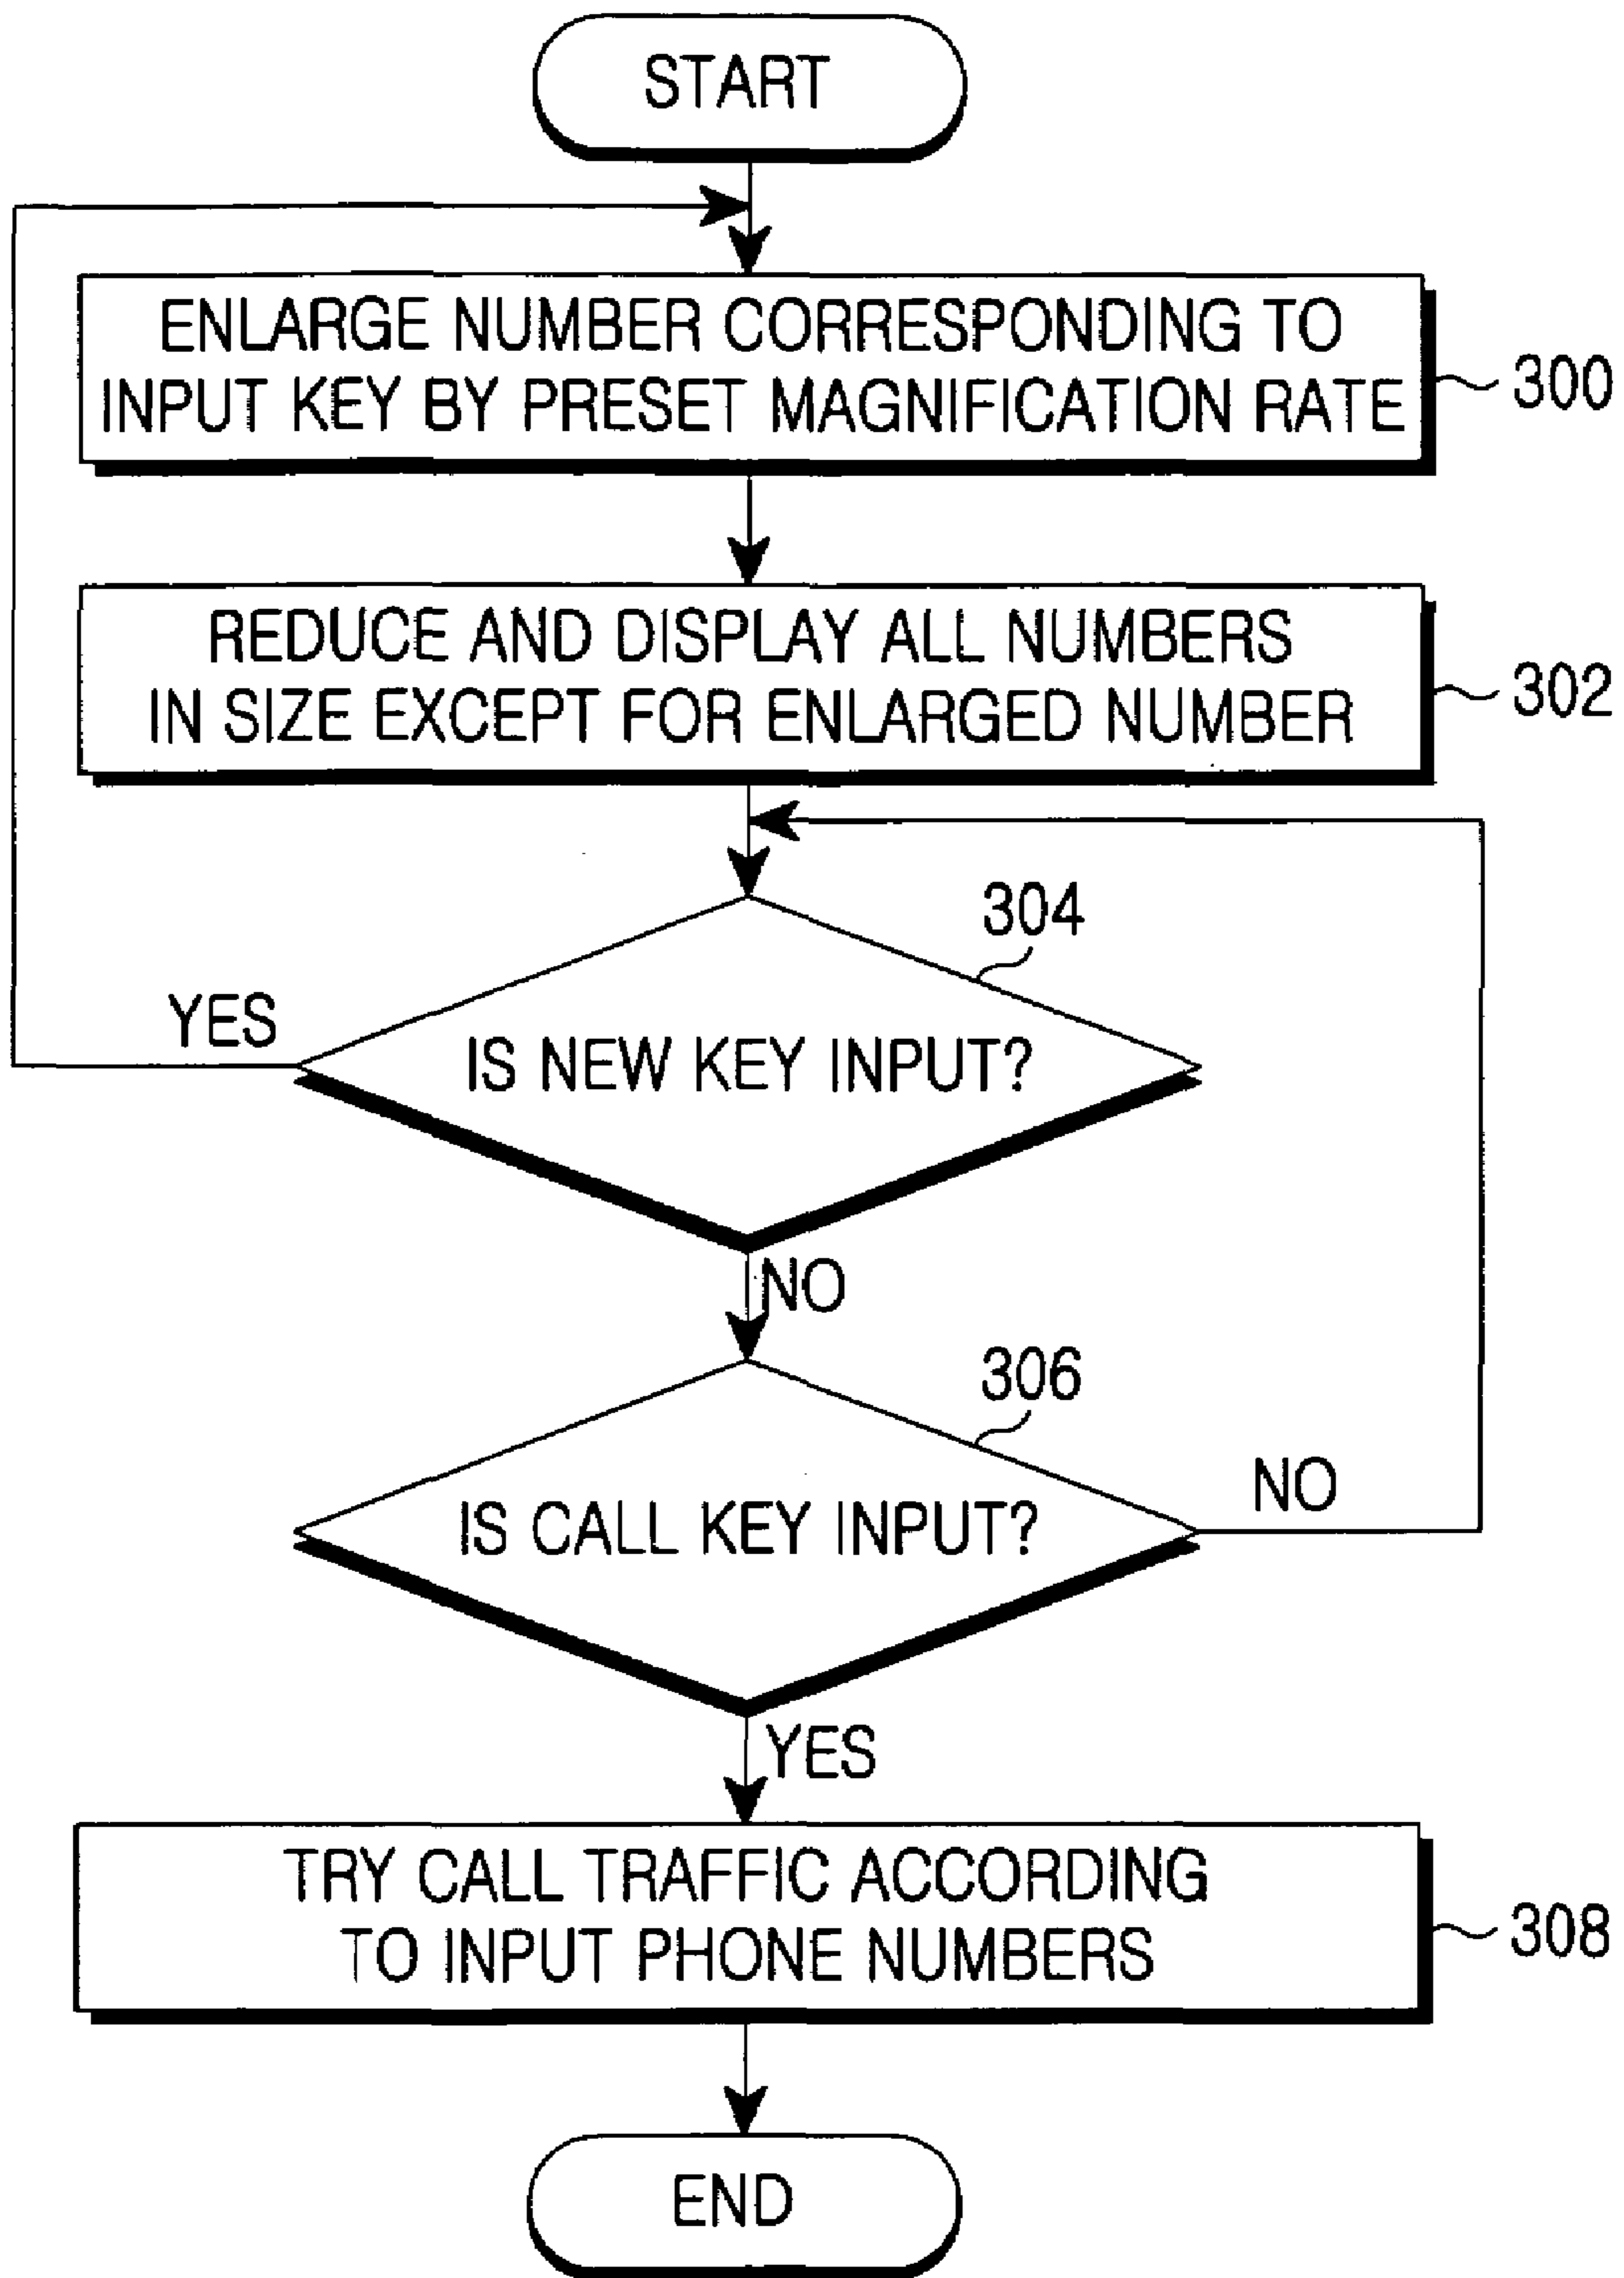 START
ENLARGE NUMBER CORRESPONDING TO
INPUT KEY BY PRESET MAGNIFICATION RATE
300
REDUCE AND DISPLAY ALL NUMBERS
IN SIZE EXCEPT FOR ENLARGED NUMBER
302
304
YES
IS NEW KEY INPUT?
NO
306
IS CALL KEY INPUT?
NO
YES
TRY CALL TRAFFIC ACCORDING
TO INPUT PHONE NUMBERS
308
END